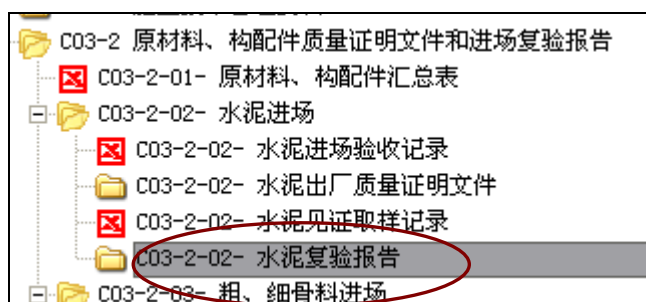 C03-2 原材料、构配件质量证明文件和进场复验报告
C03-2-01- 原材料、构配件汇总表
C03-2-02- 水泥进场
C03-2-02- 水泥进场验收记录
C03-2-02- 水泥出厂质量证明文件
C03-2-02- 水泥见证取样记录
C03-2-02- 水泥复验报告
C03-2-03- 粗、细骨料进场